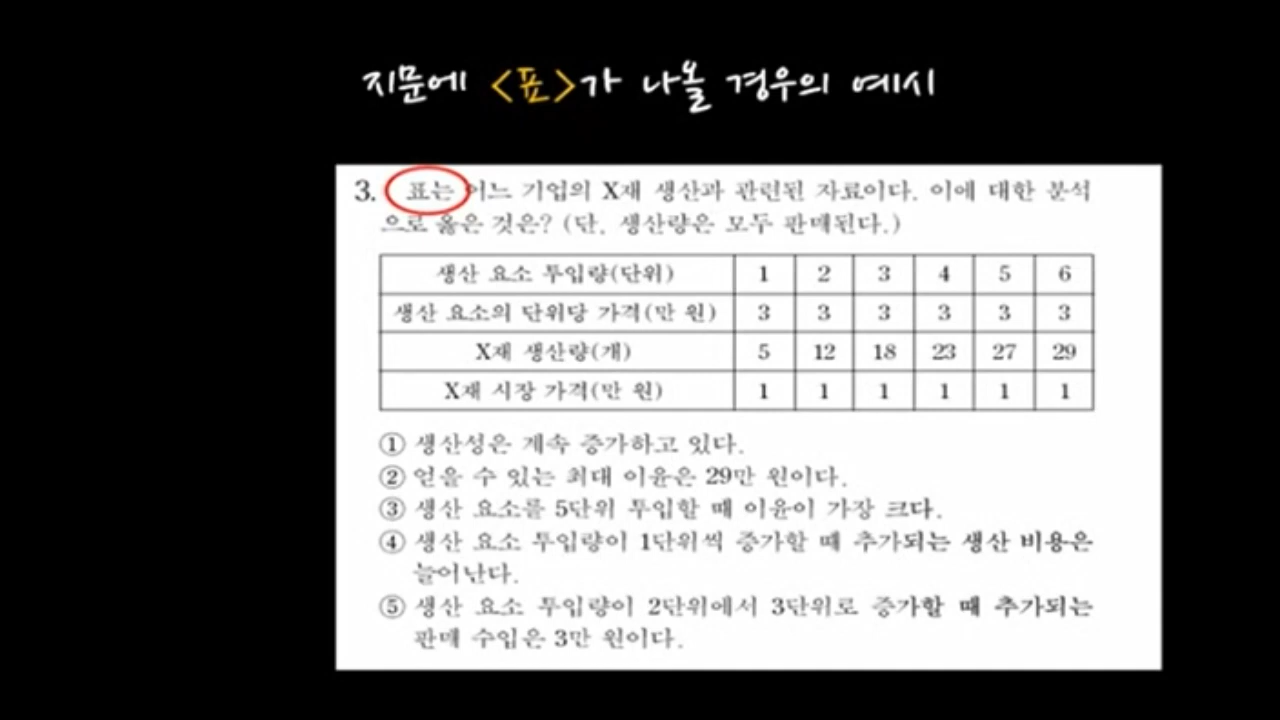 지문에 <표>가 나올 경우의 예시
3. 표는 어느 기업의 X재 생산과 관련된 자료이다. 이에 대한 분석
으로 옳은 것은? (단, 생산량은 모두 판매된다.)
생산 요소 투입량(단위) 1 2 3 4 5 6
생산 요소의 단위당 가격(만 원) 3 3 3 3 3 3
X재 생산량(개) 5 12 18 23 27 29
X재 시장 가격(만 원) 1 1 1 1 1 1
① 생산성은 계속 증가하고 있다.
② 얻을 수 있는 최대 이윤은 29만 원이다.
③ 생산 요소를 5단위 투입할 때 이윤이 가장 크다.
④ 생산 요소 투입량이 1단위씩 증가할 때 추가되는 생산 비용은
늘어난다.
⑤ 생산 요소 투입량이 2단위에서 3단위로 증가할 때 추가되는
판매 수입은 3만 원이다.